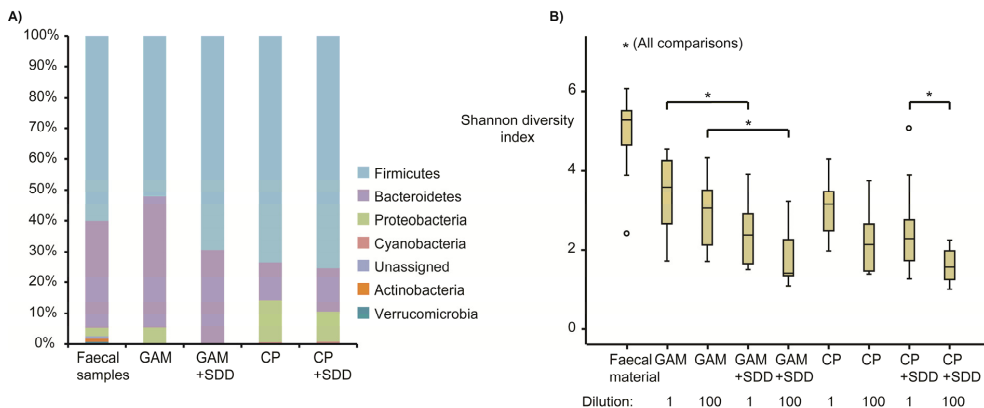 A)
100%
90%
80%
70%
60%
50%
40%
30%
20%
10%
0%
Faecal samples
GAM
GAM +SDD
CP
CP +SDD
Firmicutes
Bacteroidetes
Proteobacteria
Cyanobacteria
Unassigned
Actinobacteria
Verrucomicrobia
B)
* (All comparisons)
Shannon diversity
index
6
4
2
0
*
*
*
Faecal GAM GAM GAM GAM CP CP CP CP
material +SDD +SDD +SDD +SDD
Dilution: 1 100 1 100 1 100 1 100